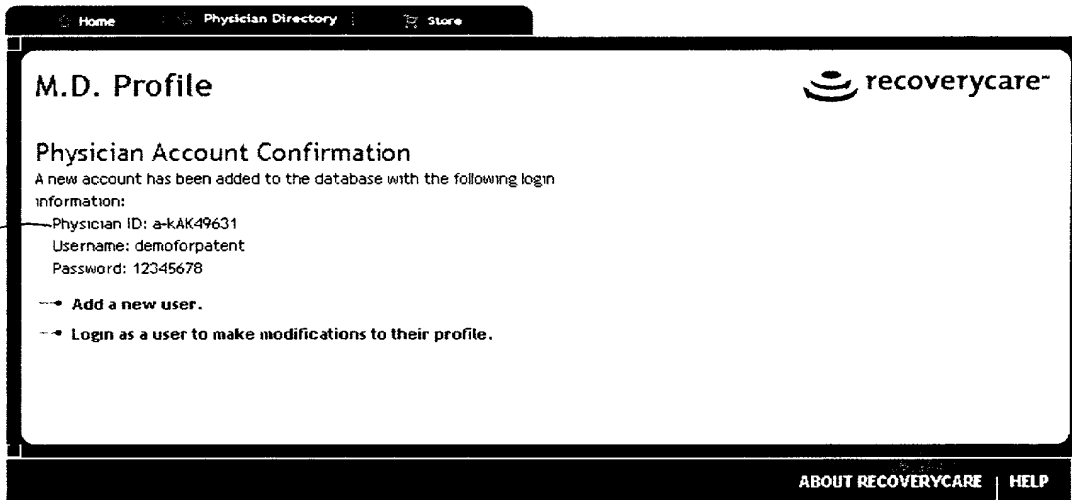 Home Physician Directory Store
M.D. Profile
recoverycare™
Physician Account Confirmation
A new account has been added to the database with the following login
information:
Physician ID: a-kAK49631
Username: demoforpatent
Password: 12345678
Add a new user.
Login as a user to make modifications to their profile.
ABOUT RECOVERYCARE | HELP